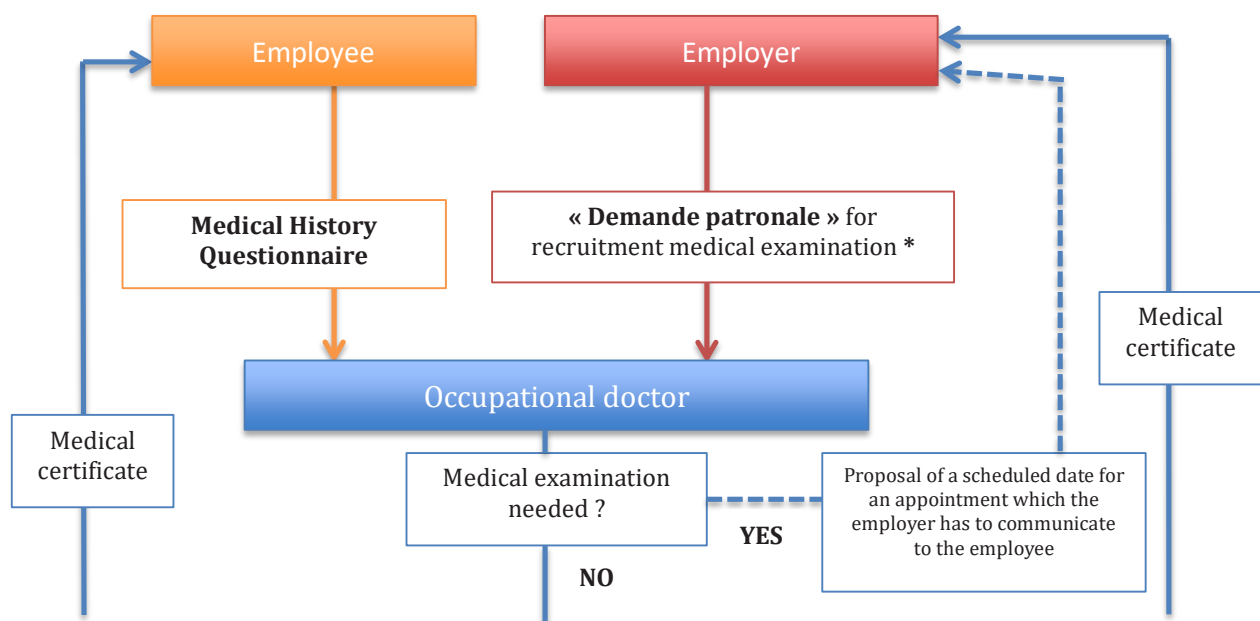 Employee
Employer
Medical History
Questionnaire
« Demande patronale » for
recruitment medical examination *
Medical
certificate
Occupational doctor
Medical
certificate
Medical examination
needed ?
Proposal of a scheduled date for
an appointment which the
employer has to communicate
to the employee
YES
NO